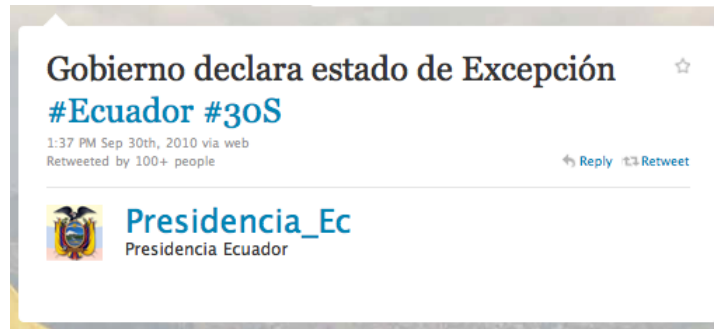 Gobierno declara estado de Excepción
#Ecuador #30S
1:37 PM Sep 30th, 2010 via web
Retweeted by 100+ people
Reply Retweet
Presidencia_Ec
Presidencia Ecuador